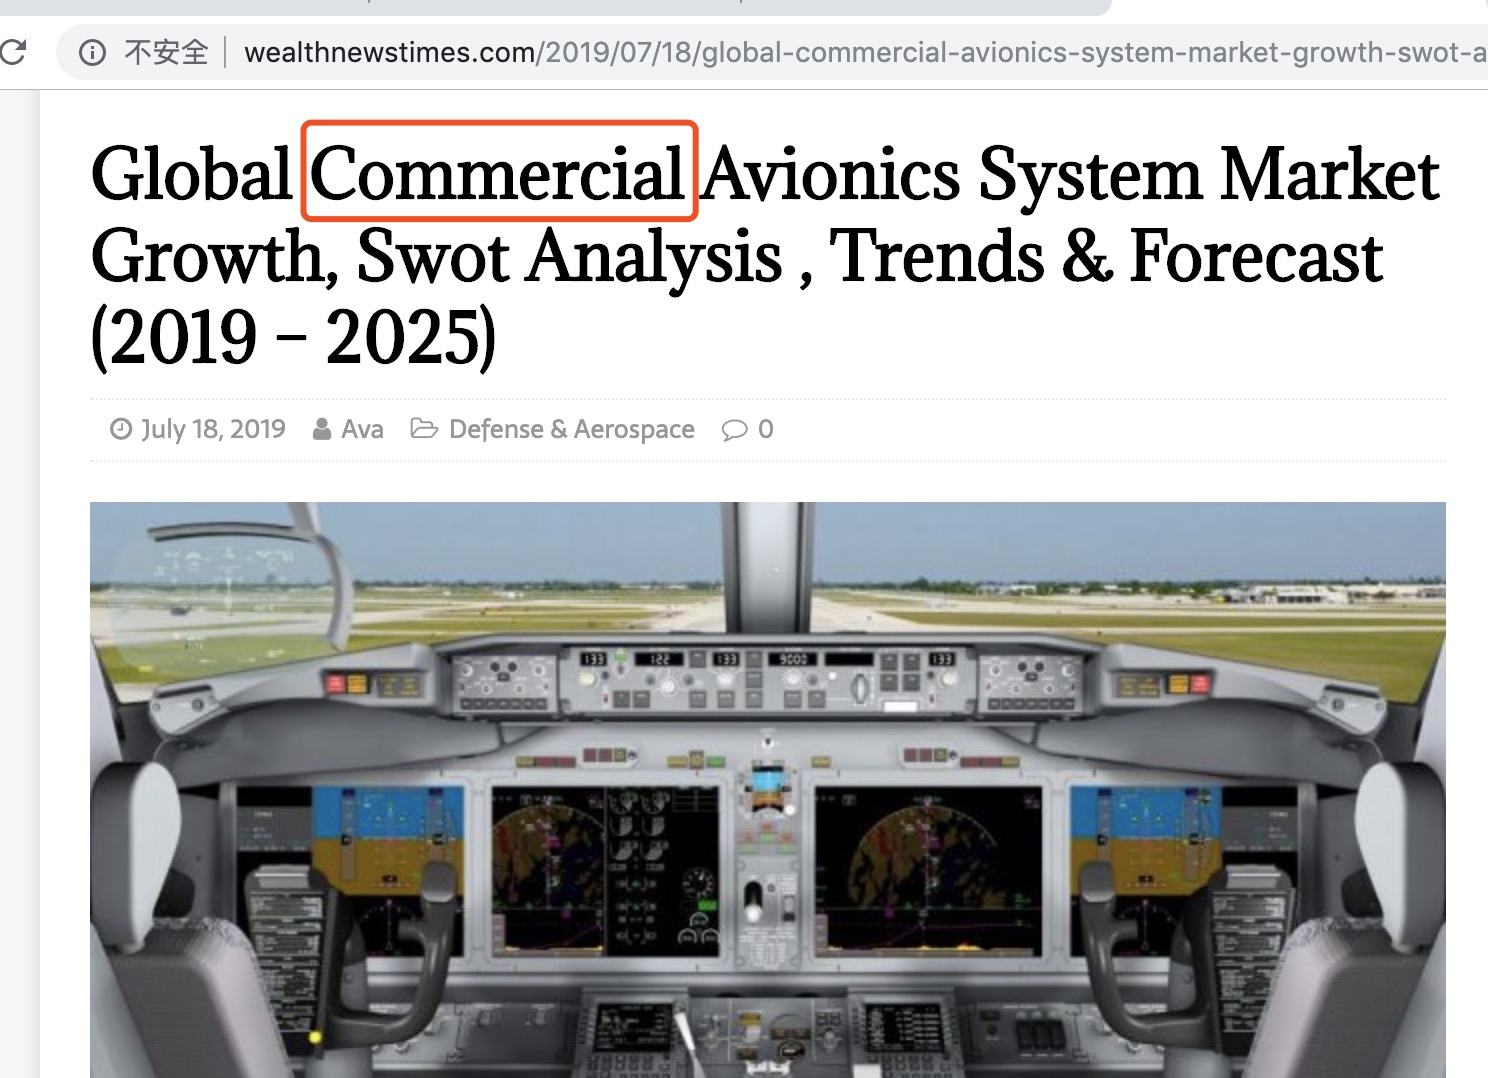 不安全 wealthnewstimes.com/2019/07/18/global-commercial-avionics-system-market-growth-swot-a
Global Commercial Avionics System Market
Growth, Swot Analysis , Trends & Forecast
(2019 – 2025)
July 18, 2019 Ava Defense & Aerospace 0
133 122 133 9000 133